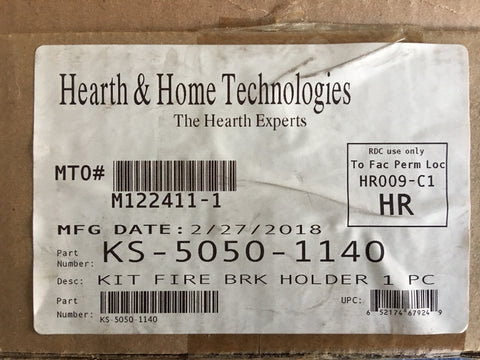 Hearth & Home Technologies
The Hearth Experts
RDC use only
To Fac Perm Loc
HR009-C1
HR
MTO#
M122411-1
MFG DATE: 2/27/2018
Part Number: KS-5050-1140
Desc: KIT FIRE BRK HOLDER 1 PC
Part Number: KS-5050-1140
UPC: 6 52174 67924 9